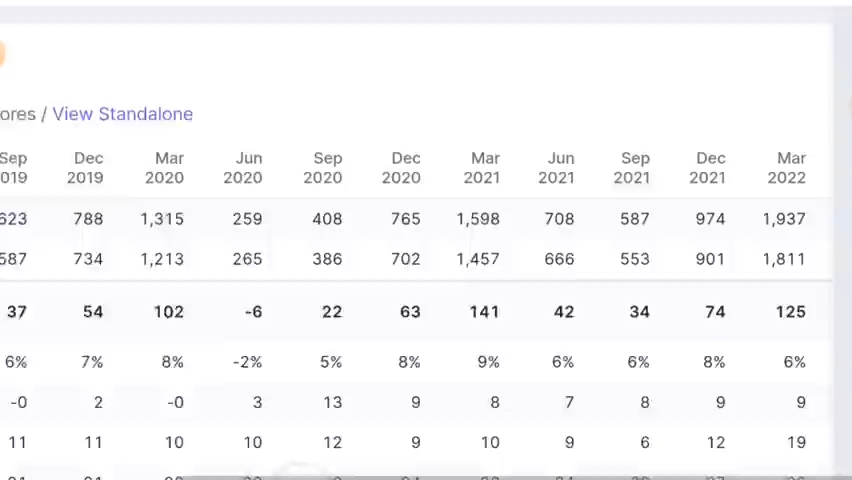 ores / View Standalone
Sep Dec Mar Jun Sep Dec Mar Jun Sep Dec Mar
019 2019 2020 2020 2020 2020 2021 2021 2021 2021 2022
623 788 1,315 259 408 765 1,598 708 587 974 1,937
587 734 1,213 265 386 702 1,457 666 553 901 1,811
37 54 102 -6 22 63 141 42 34 74 125
6% 7% 8% -2% 5% 8% 9% 6% 6% 8% 6%
-0 2 -0 3 13 9 8 7 8 9 9
11 11 10 10 12 9 10 9 6 12 19